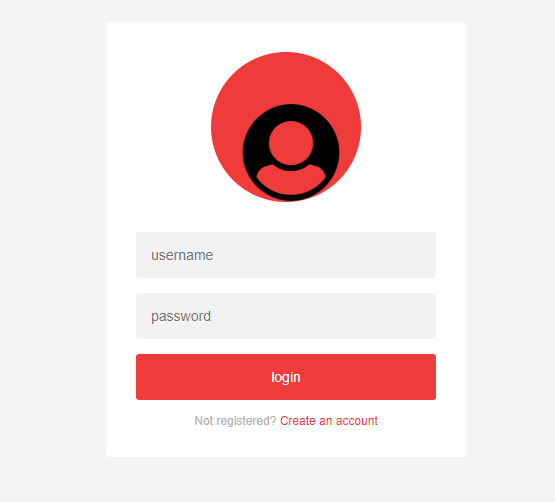 username
password
login
Not registered? Create an account